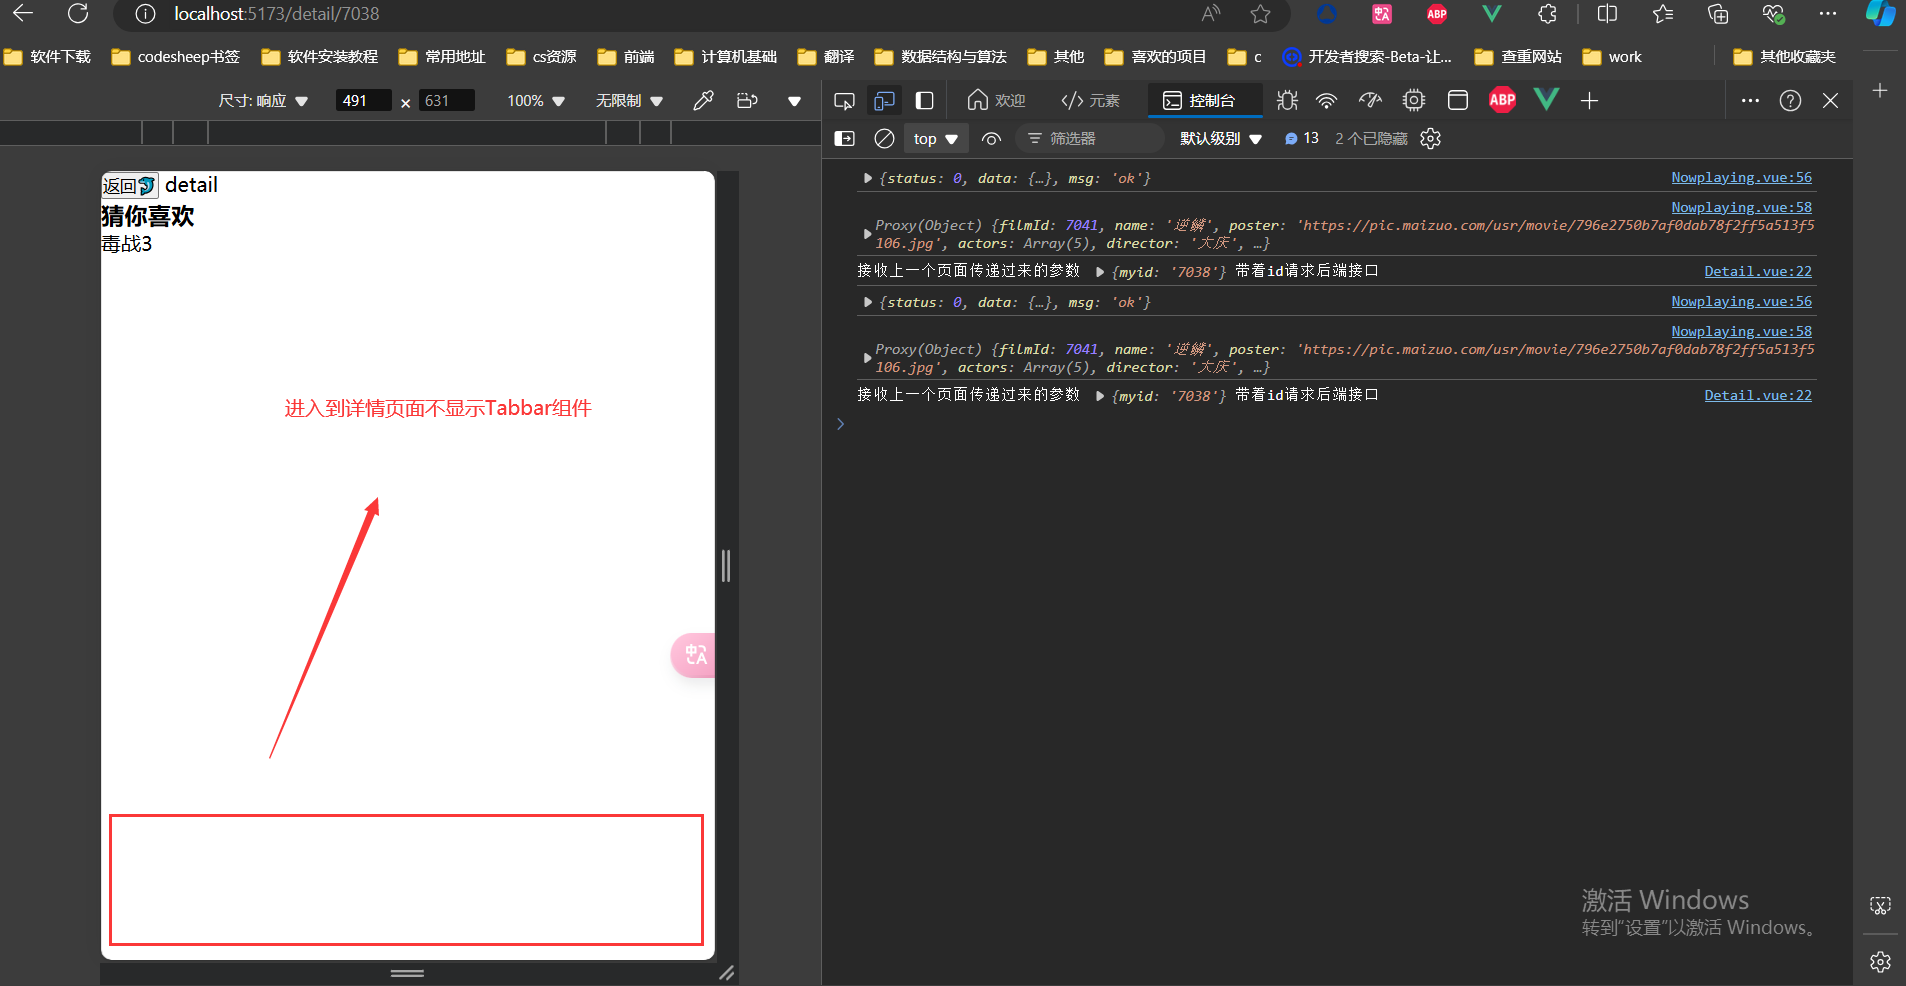 localhost:5173/detail/7038
软件下载 codesheep书签 软件安装教程 常用地址 cs资源 前端 计算机基础 翻译 数据结构与算法 其他 喜欢的项目 c 开发者搜索-Beta-让... 查重网站 work 其他收藏夹
尺寸: 响应 491 × 631 100% 无限制
欢迎 元素 控制台
top 筛选器 默认级别 13 2 个已隐藏
返回🐬 detail
猜你喜欢
毒战3
进入到详情页面不显示Tabbar组件
{status: 0, data: {…}, msg: 'ok'} Nowplaying.vue:56
Nowplaying.vue:58
Proxy(Object) {filmId: 7041, name: '逆鳞', poster: 'https://pic.maizuo.com/usr/movie/796e2750b7af0dab78f2ff5a513f5
106.jpg', actors: Array(5), director: '大庆', …}
接收上一个页面传递过来的参数 {myid: '7038'} 带着id请求后端接口 Detail.vue:22
{status: 0, data: {…}, msg: 'ok'} Nowplaying.vue:56
Nowplaying.vue:58
Proxy(Object) {filmId: 7041, name: '逆鳞', poster: 'https://pic.maizuo.com/usr/movie/796e2750b7af0dab78f2ff5a513f5
106.jpg', actors: Array(5), director: '大庆', …}
接收上一个页面传递过来的参数 {myid: '7038'} 带着id请求后端接口 Detail.vue:22
中A
ABP
激活 Windows
转到"设置"以激活 Windows。